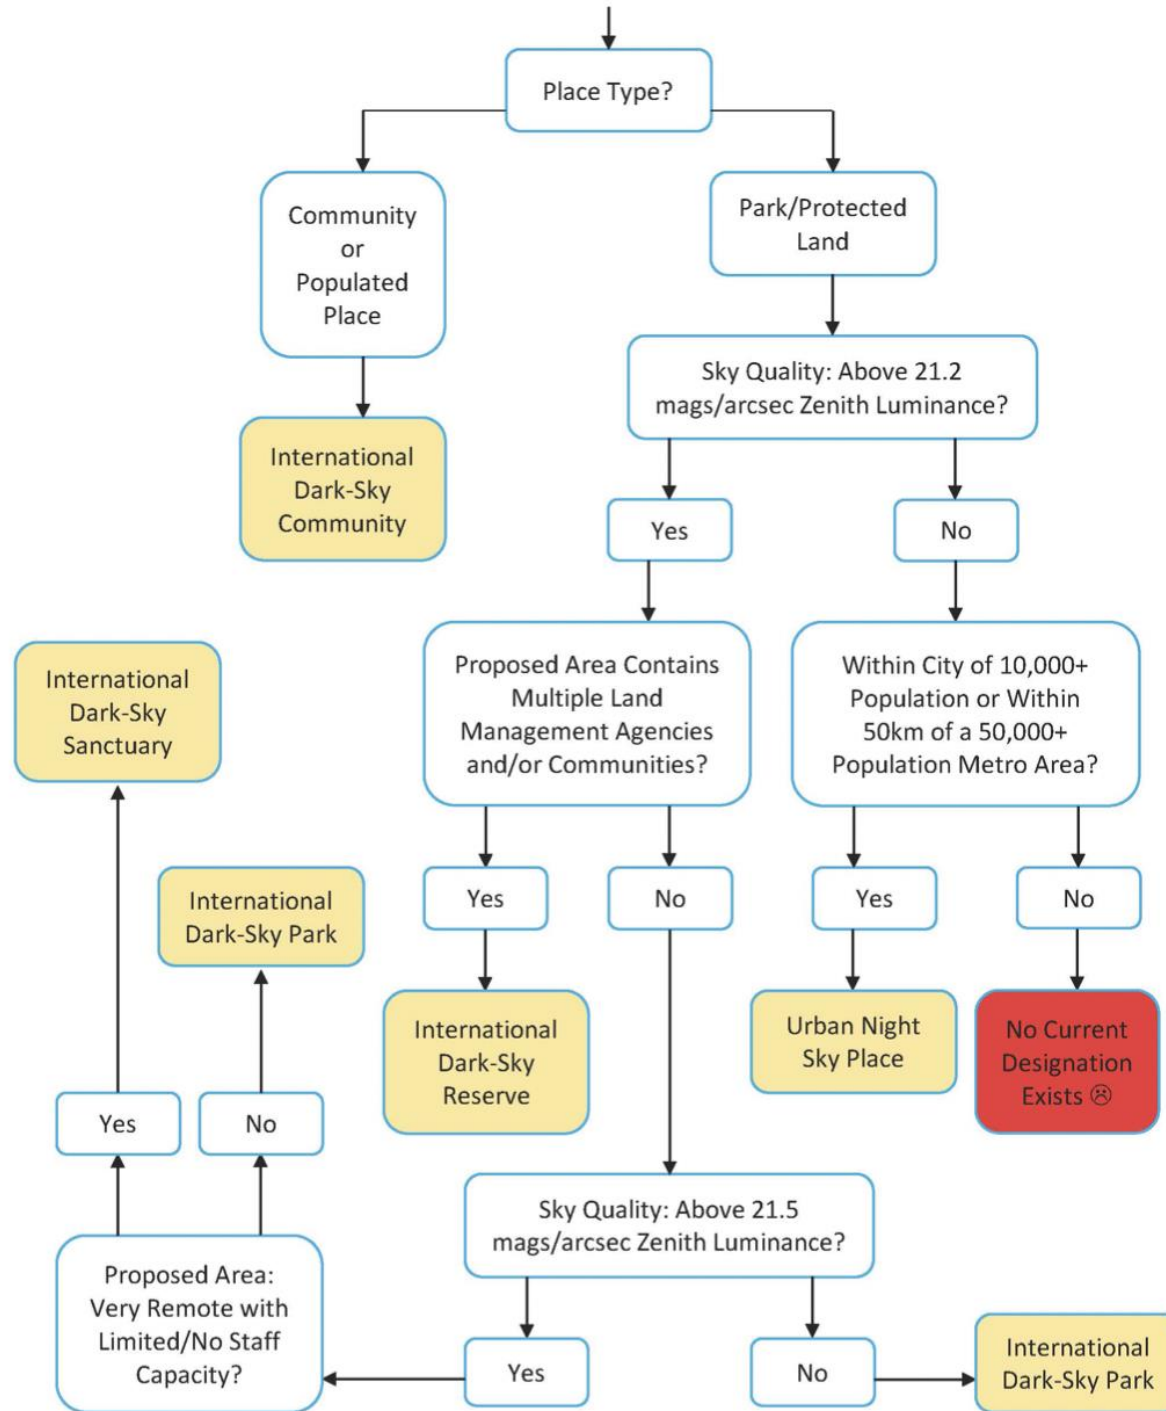 Place Type?
Community
or
Populated
Place
Park/Protected
Land
International
Dark-Sky
Community
Sky Quality: Above 21.2
mags/arcsec Zenith Luminance?
Yes
No
Proposed Area Contains
Multiple Land
Management Agencies
and/or Communities?
Within City of 10,000+
Population or Within
50km of a 50,000+
Population Metro Area?
International
Dark-Sky
Sanctuary
International
Dark-Sky Park
Yes
No
Yes
No
International
Dark-Sky
Reserve
Urban Night
Sky Place
No Current
Designation
Exists ☹
Yes
No
Sky Quality: Above 21.5
mags/arcsec Zenith Luminance?
Proposed Area:
Very Remote with
Limited/No Staff
Capacity?
Yes
No
International
Dark-Sky Park